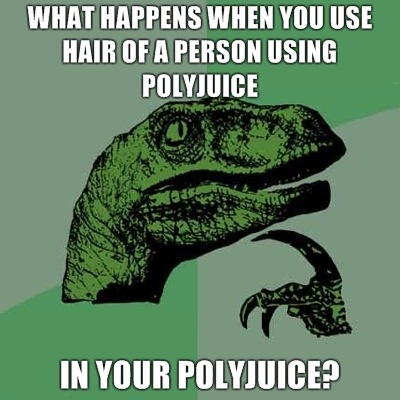 WHAT HAPPENS WHEN YOU USE
HAIR OF A PERSON USING
POLYJUICE
IN YOUR POLYJUICE?